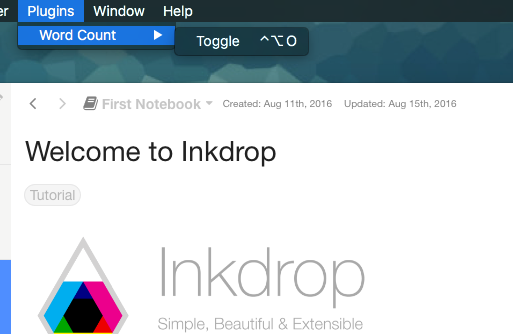 Plugins Window Help
Word Count Toggle ^⌥O
First Notebook Created: Aug 11th, 2016 Updated: Aug 15th, 2016
Welcome to Inkdrop
Tutorial
Inkdrop
Simple, Beautiful & Extensible